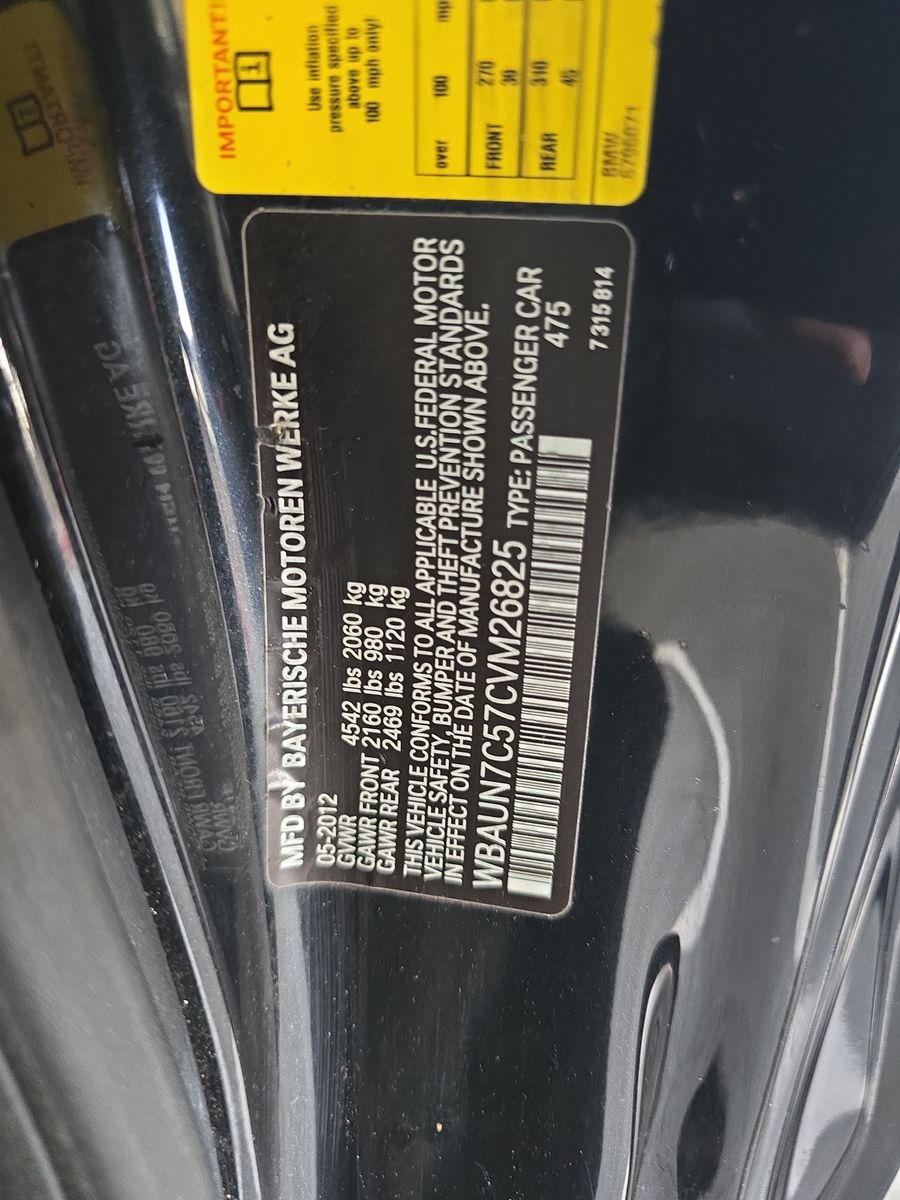 IMPORTANT!
Use inflation
pressure specified
above up to
100 mph only!
over 100 mp
FRONT 270
30
REAR 310
45
BMW
MFD BY BAYERISCHE MOTOREN WERKE AG
05-2012
GVWR 4542 lbs 2060 kg
GAWR FRONT 2160 lbs 980 kg
GAWR REAR 2469 lbs 1120 kg
THIS VEHICLE CONFORMS TO ALL APPLICABLE U.S.FEDERAL MOTOR
VEHICLE SAFETY, BUMPER AND THEFT PREVENTION STANDARDS
IN EFFECT ON THE DATE OF MANUFACTURE SHOWN ABOVE.
WBAUN7C57CVM26825 TYPE: PASSENGER CAR
475
7 315 814